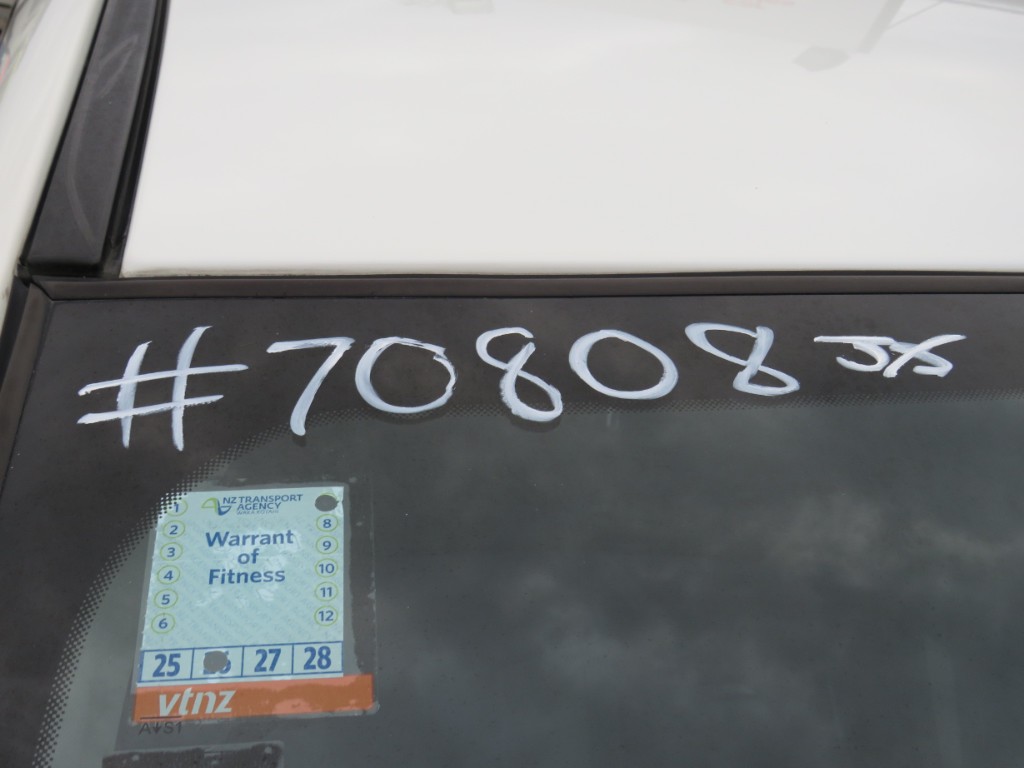 #70808
NZ TRANSPORT
AGENCY
1
2
3
4
5
6
8
9
10
11
12
Warrant
of
Fitness
25 27 28
vtnz